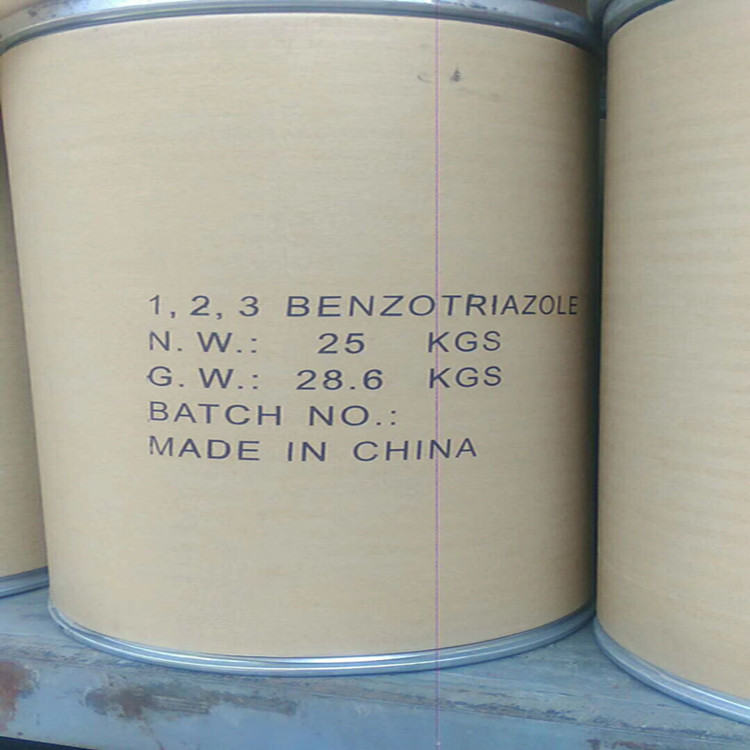 1, 2, 3 BENZOTRIAZOLE
N. W.: 25 KGS
G. W.: 28.6 KGS
BATCH NO.:
MADE IN CHINA